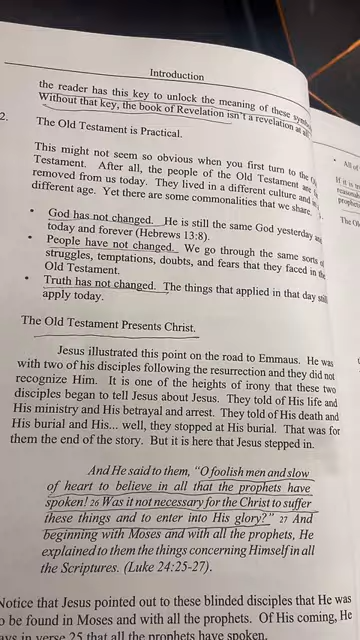 Introduction
the reader has this key to unlock the meaning of these
Without that key, the book of Revelation isn't a revelation at
2.
The Old Testament is Practical.
This might not seem so obvious when you first turn to the
Testament. After all, the people of the Old Testament are
removed from us today. They lived in a different culture and
different age. Yet there are some commonalities that we share.
• God has not changed. He is still the same God yesterday
today and forever (Hebrews 13:8).
• People have not changed. We go through the same sorts
struggles, temptations, doubts, and fears that they faced in the
Old Testament.
• Truth has not changed. The things that applied in that day still
apply today.
The Old Testament Presents Christ.
Jesus illustrated this point on the road to Emmaus. He was
with two of his disciples following the resurrection and they did not
recognize Him. It is one of the heights of irony that these two
disciples began to tell Jesus about Jesus. They told of His life and
His ministry and His betrayal and arrest. They told of His death and
His burial and His... well, they stopped at His burial. That was for
them the end of the story. But it is here that Jesus stepped in.
And He said to them, "O foolish men and slow
of heart to believe in all that the prophets have
spoken! 26 Was it not necessary for the Christ to suffer
these things and to enter into His glory?" 27 And
beginning with Moses and with all the prophets, He
explained to them the things concerning Himself in all
the Scriptures. (Luke 24:25-27).
Notice that Jesus pointed out to these blinded disciples that He was
to be found in Moses and with all the prophets. Of His coming, He
says in verse 25 that all the prophets have spoken.
• All of
If it is
prophets